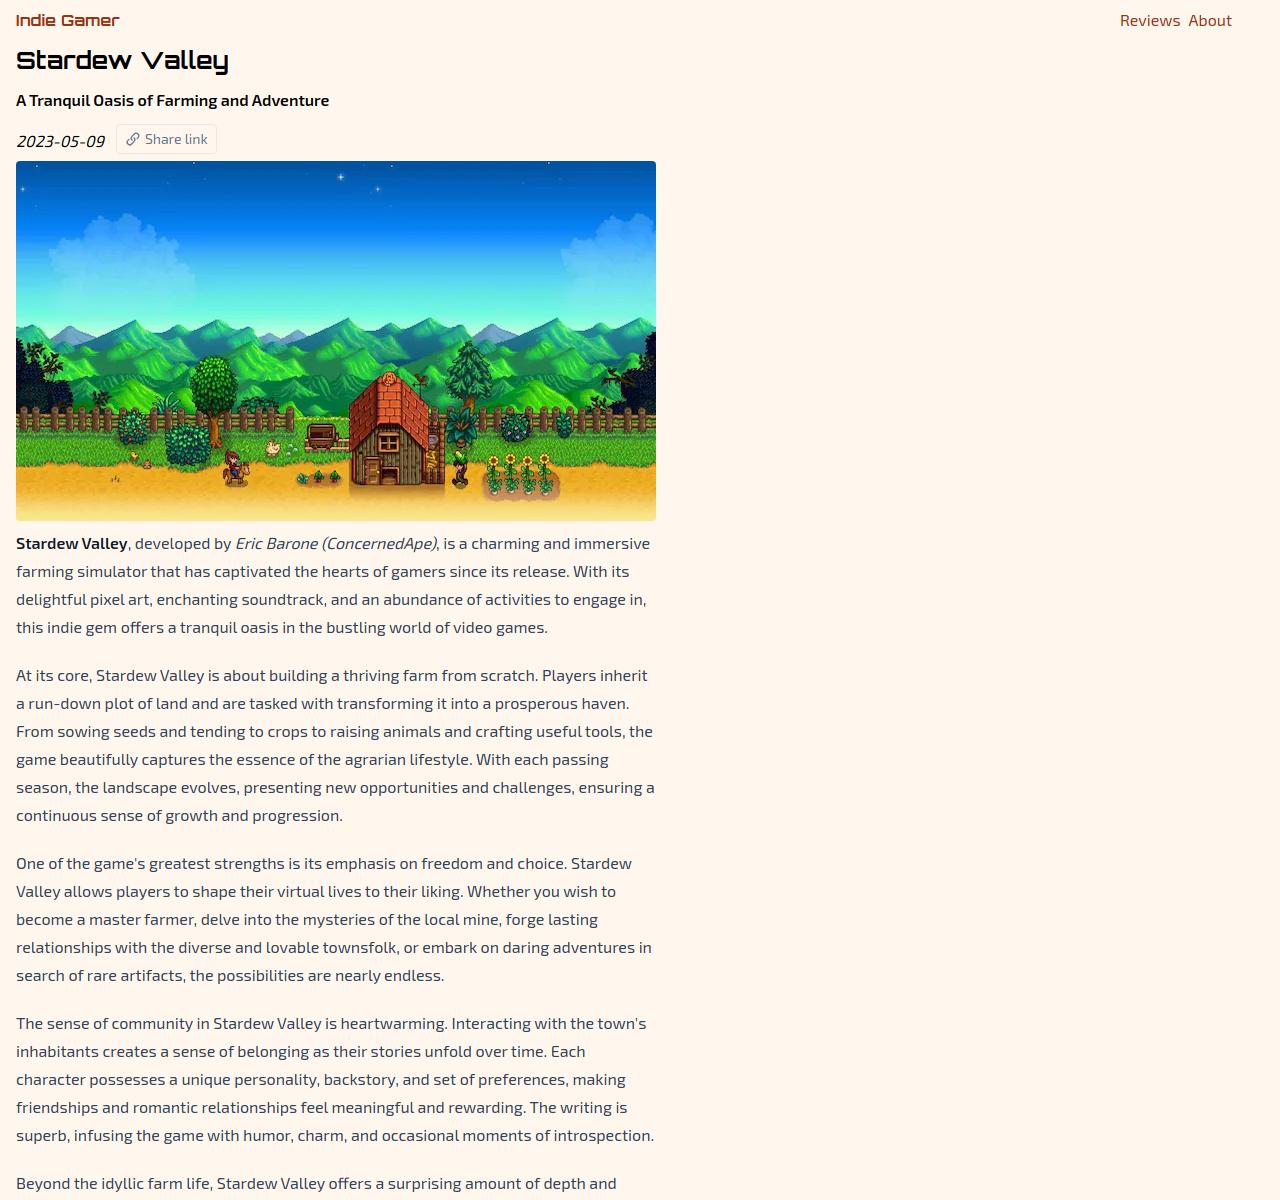 Indie Gamer
Reviews About
Stardew Valley
A Tranquil Oasis of Farming and Adventure
2023-05-09 Share link
Stardew Valley, developed by Eric Barone (ConcernedApe), is a charming and immersive
farming simulator that has captivated the hearts of gamers since its release. With its
delightful pixel art, enchanting soundtrack, and an abundance of activities to engage in,
this indie gem offers a tranquil oasis in the bustling world of video games.
At its core, Stardew Valley is about building a thriving farm from scratch. Players inherit
a run-down plot of land and are tasked with transforming it into a prosperous haven.
From sowing seeds and tending to crops to raising animals and crafting useful tools, the
game beautifully captures the essence of the agrarian lifestyle. With each passing
season, the landscape evolves, presenting new opportunities and challenges, ensuring a
continuous sense of growth and progression.
One of the game's greatest strengths is its emphasis on freedom and choice. Stardew
Valley allows players to shape their virtual lives to their liking. Whether you wish to
become a master farmer, delve into the mysteries of the local mine, forge lasting
relationships with the diverse and lovable townsfolk, or embark on daring adventures in
search of rare artifacts, the possibilities are nearly endless.
The sense of community in Stardew Valley is heartwarming. Interacting with the town's
inhabitants creates a sense of belonging as their stories unfold over time. Each
character possesses a unique personality, backstory, and set of preferences, making
friendships and romantic relationships feel meaningful and rewarding. The writing is
superb, infusing the game with humor, charm, and occasional moments of introspection.
Beyond the idyllic farm life, Stardew Valley offers a surprising amount of depth and